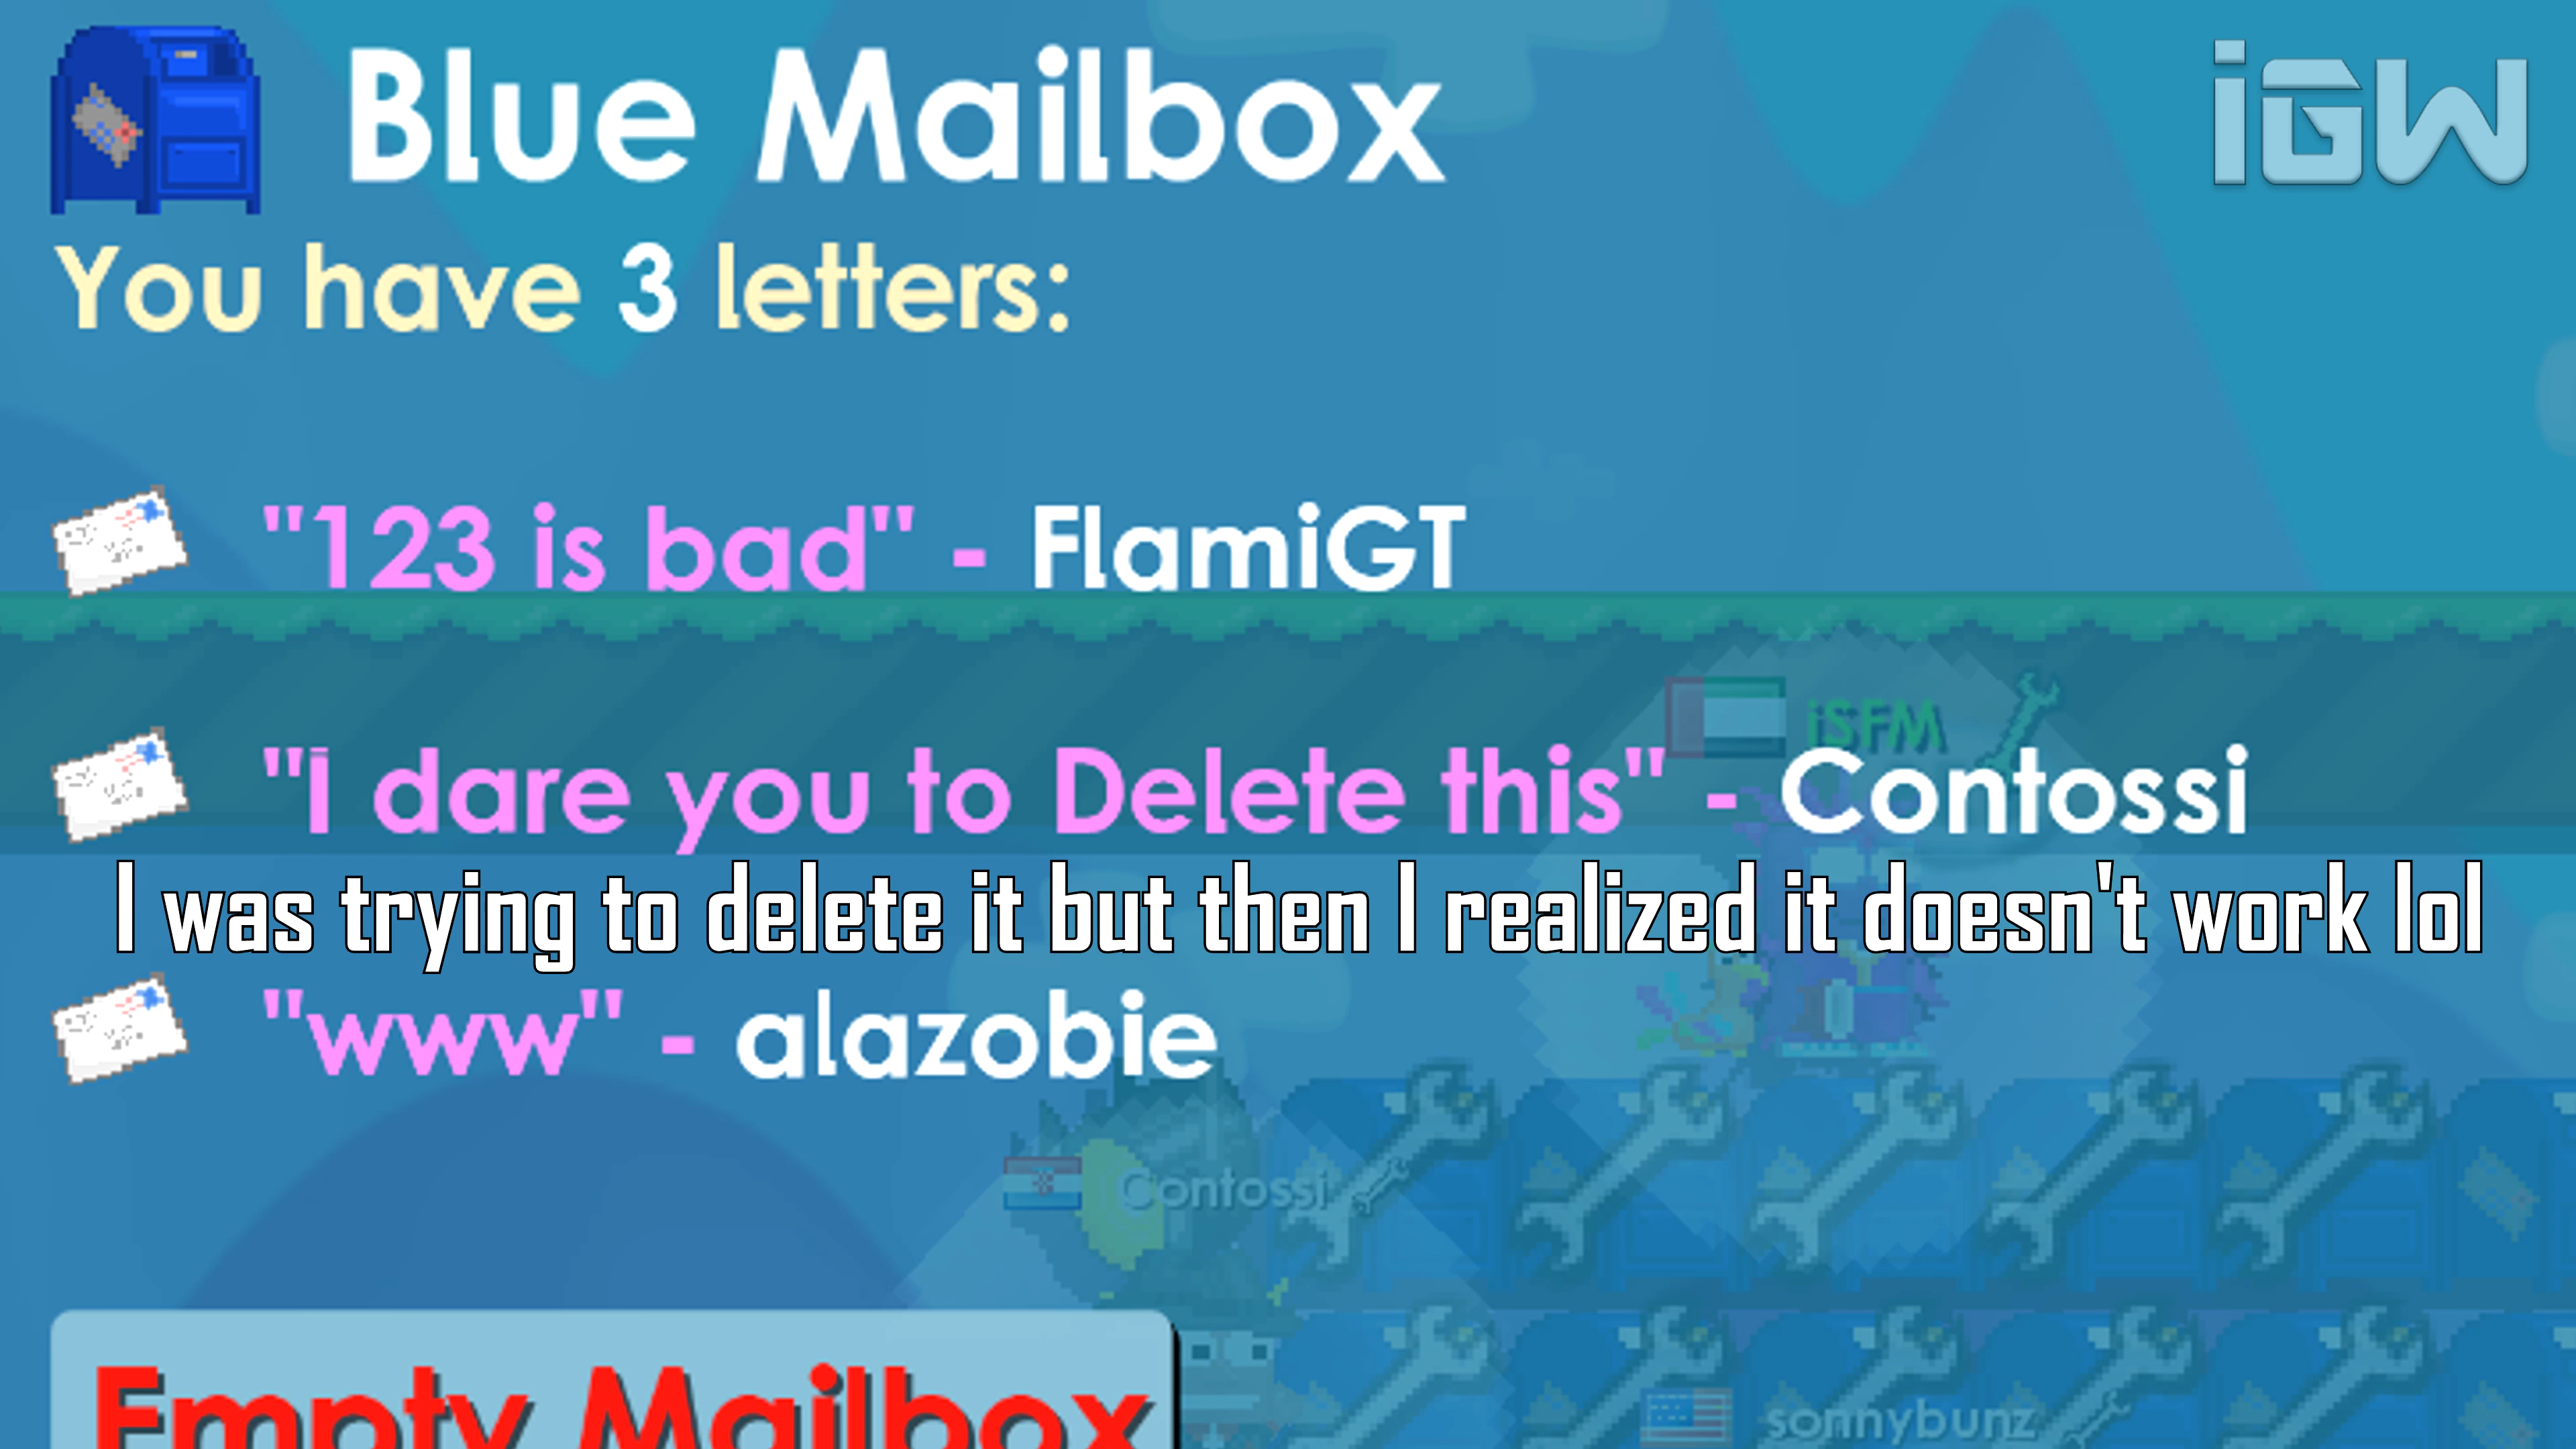 Blue Mailbox
iGW
You have 3 letters:
"123 is bad" - FlamiGT
iSFM
"I dare you to Delete this" - Contossi
I was trying to delete it but then I realized it doesn't work lol
"www" - alazobie
Contossi
Empty Mailbox
sonnybunz